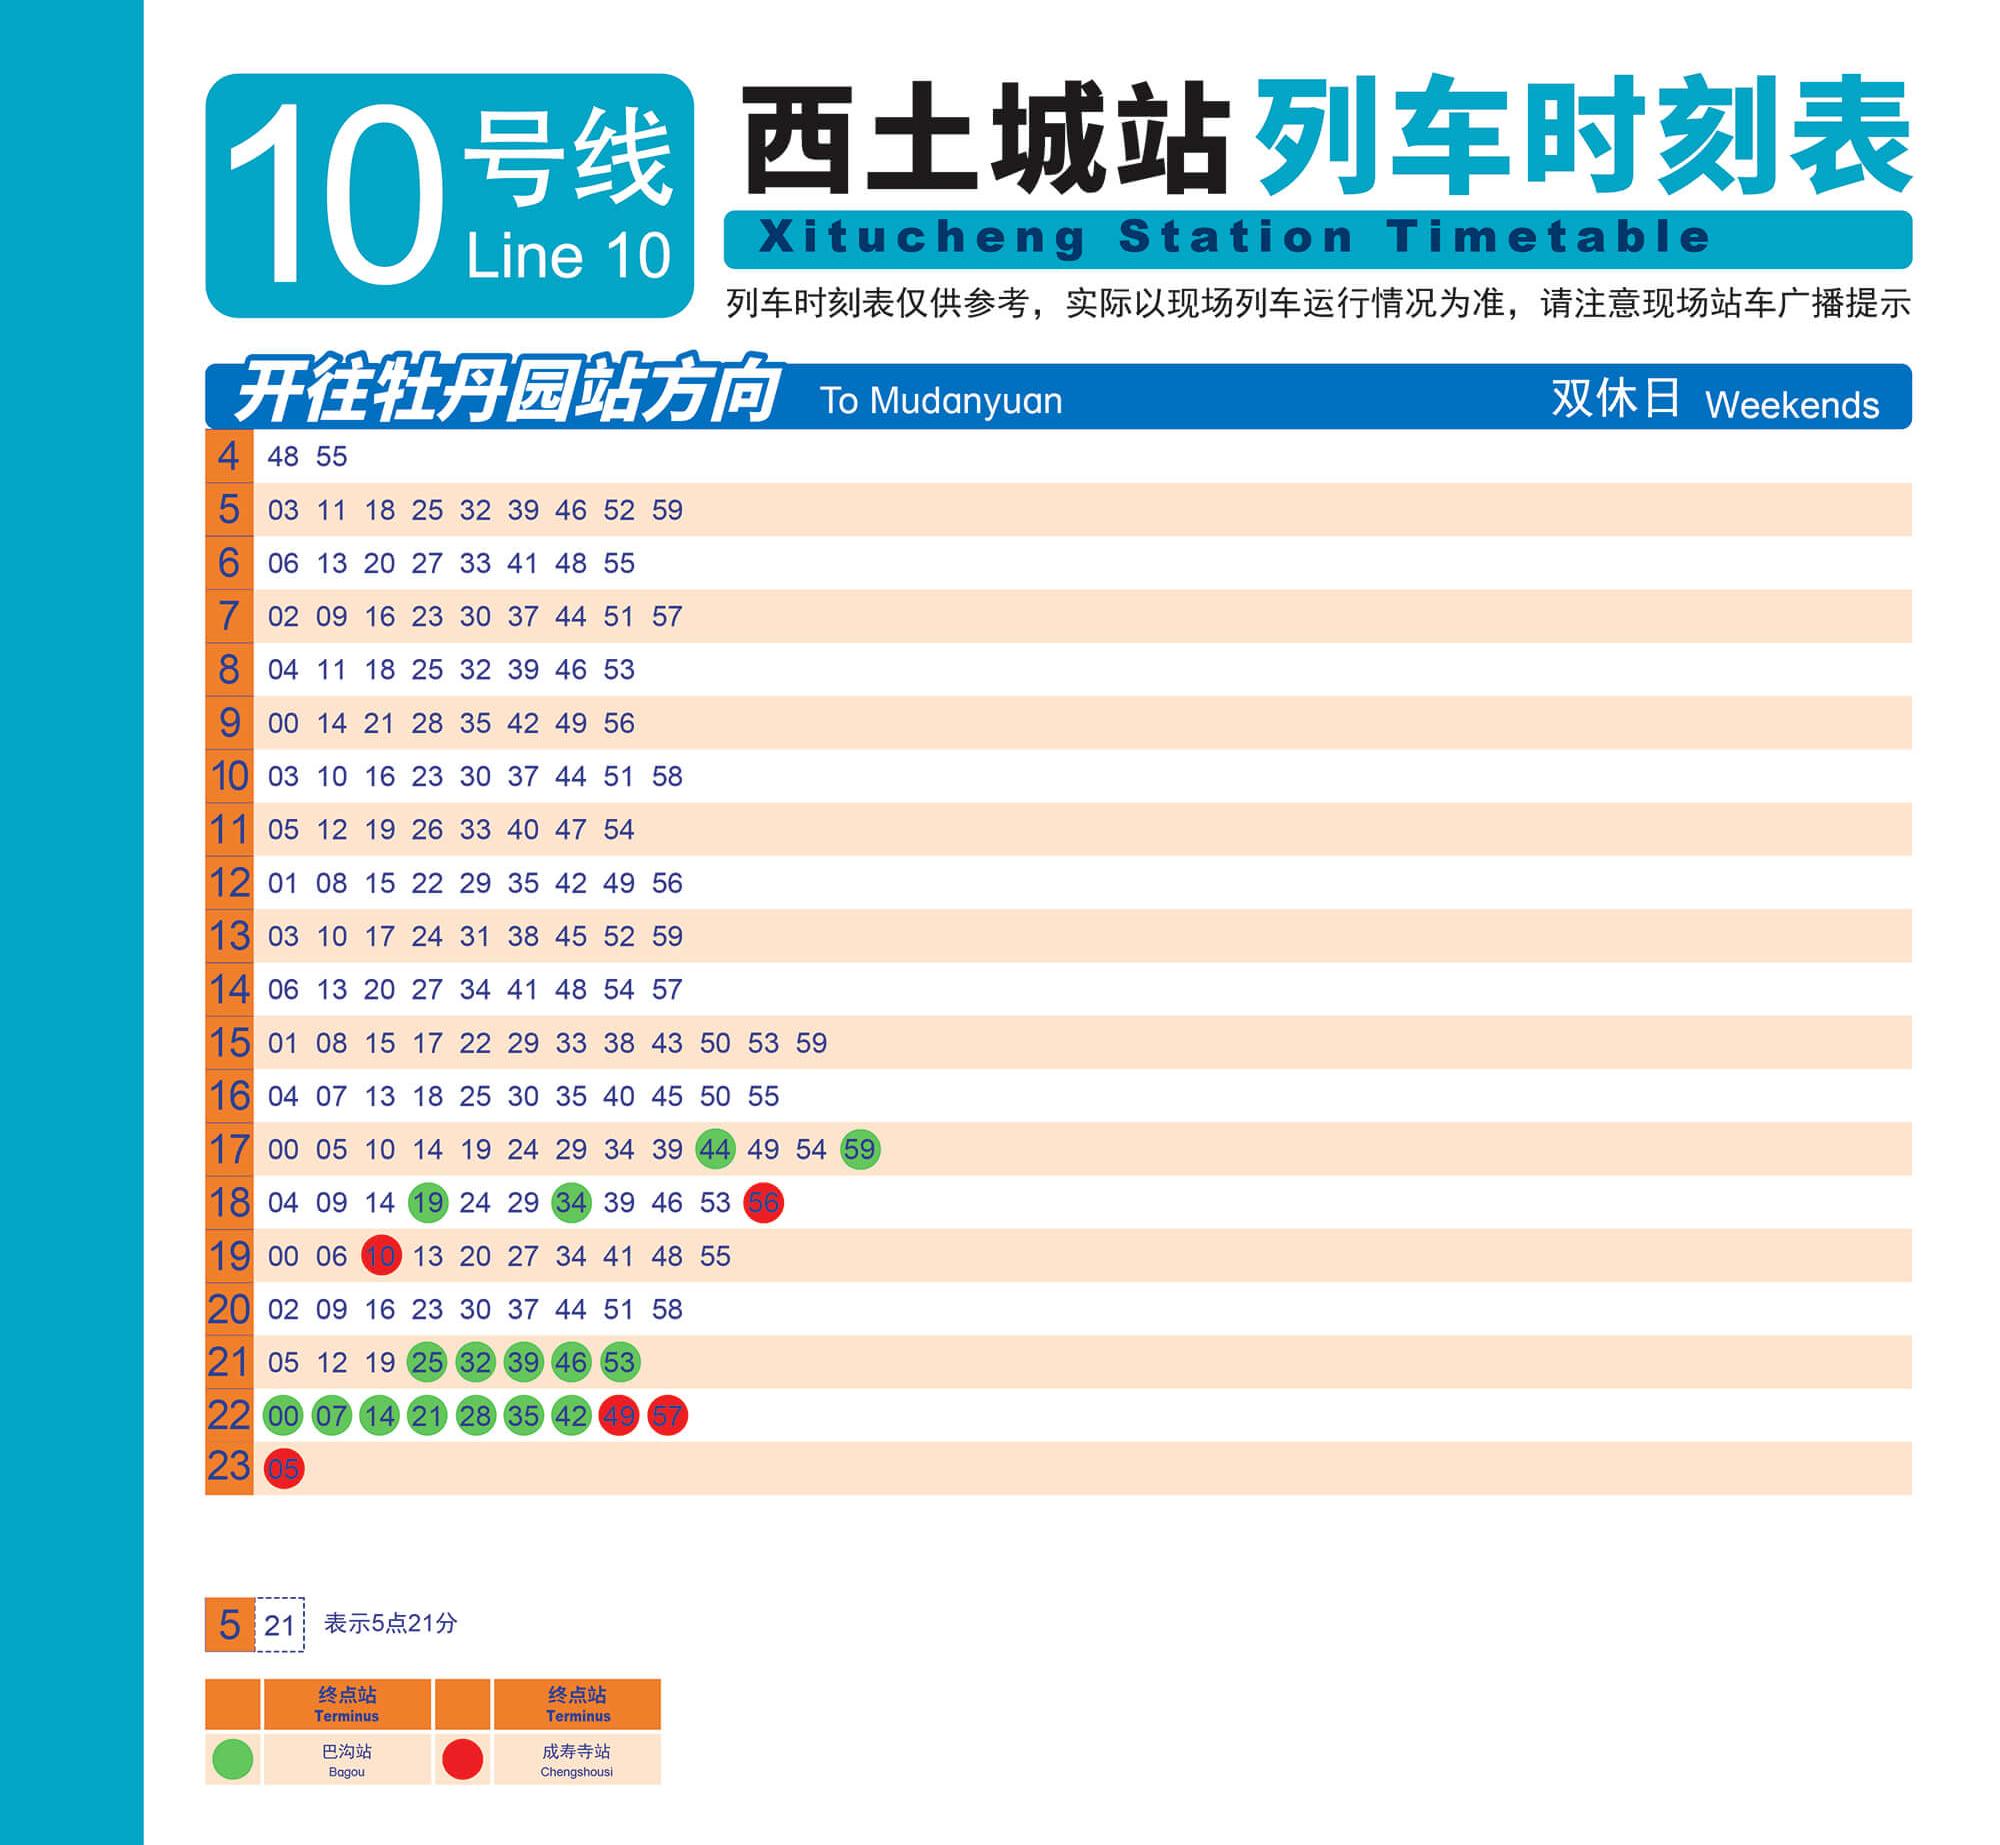 10号线
Line 10
西土城站 列车时刻表
Xitucheng Station Timetable
列车时刻表仅供参考，实际以现场列车运行情况为准，请注意现场站车广播提示
开往牡丹园站方向 To Mudanyuan 双休日 Weekends
4 48 55
5 03 11 18 25 32 39 46 52 59
6 06 13 20 27 33 41 48 55
7 02 09 16 23 30 37 44 51 57
8 04 11 18 25 32 39 46 53
9 00 14 21 28 35 42 49 56
10 03 10 16 23 30 37 44 51 58
11 05 12 19 26 33 40 47 54
12 01 08 15 22 29 35 42 49 56
13 03 10 17 24 31 38 45 52 59
14 06 13 20 27 34 41 48 54 57
15 01 08 15 17 22 29 33 38 43 50 53 59
16 04 07 13 18 25 30 35 40 45 50 55
17 00 05 10 14 19 24 29 34 39 44 49 54 59
18 04 09 14 19 24 29 34 39 46 53 56
19 00 06 10 13 20 27 34 41 48 55
20 02 09 16 23 30 37 44 51 58
21 05 12 19 25 32 39 46 53
22 00 07 14 21 28 35 42 49 57
23 05
5 21 表示5点21分
终点站 终点站
Terminus Terminus
巴沟站 成寿寺站
Bagou Chengshousi